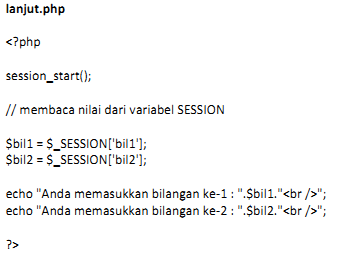 lanjut.php
<?php
session_start();
// membaca nilai dari variabel SESSION
$bil1 = $_SESSION['bil1'];
$bil2 = $_SESSION['bil2'];
echo "Anda memasukkan bilangan ke-1 : ".$bil1."<br />";
echo "Anda memasukkan bilangan ke-2 : ".$bil2."<br />";
?>